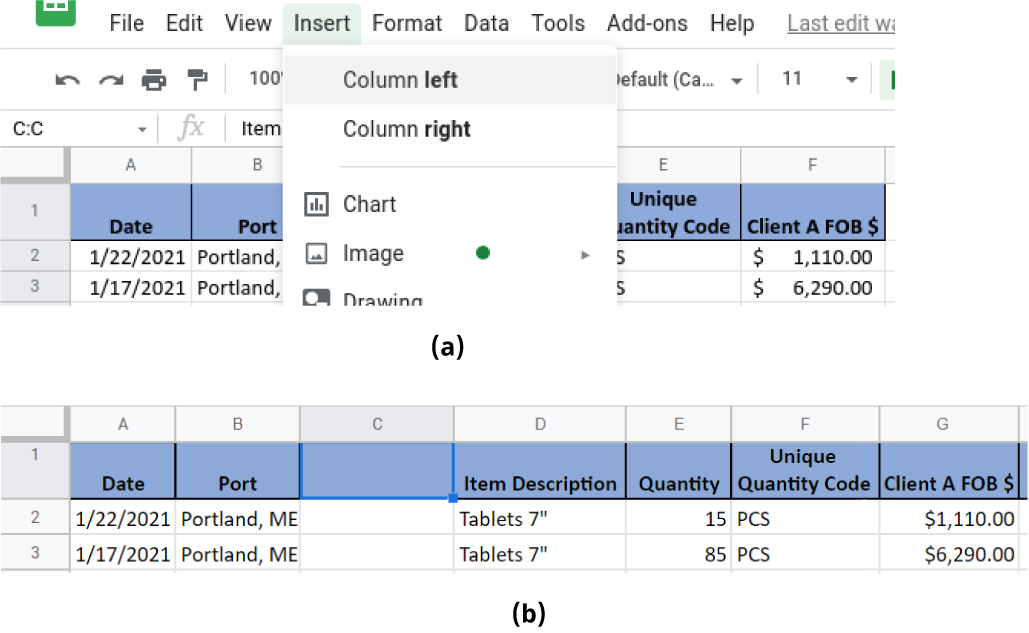 File Edit View Insert Format Data Tools Add-ons Help Last edit wa
100% Column left Default (Ca... 11
C:C fx Item Column right
A B E F
1 Date Port Chart Unique Quantity Code Client A FOB $
2 1/22/2021 Portland, Image S $ 1,110.00
3 1/17/2021 Portland, Drawing S $ 6,290.00
(a)
A B C D E F G
1 Date Port Item Description Quantity Unique Quantity Code Client A FOB $
2 1/22/2021 Portland, ME Tablets 7" 15 PCS $1,110.00
3 1/17/2021 Portland, ME Tablets 7" 85 PCS $6,290.00
(b)